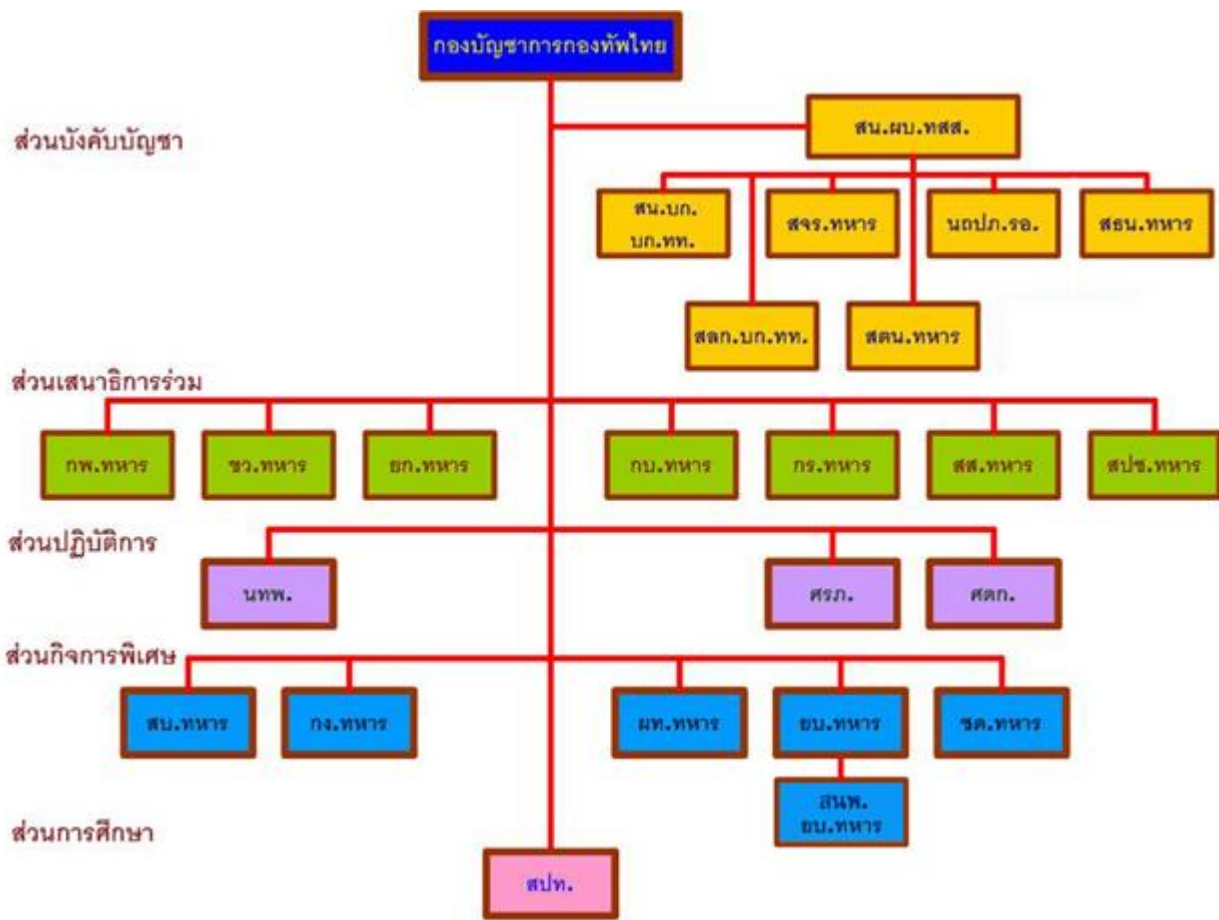 กองบัญชาการกองทัพไทย
ส่วนบังคับบัญชา
สน.ผบ.ทสส.
สน.บก.
บก.ทท.
สจร.ทหาร
นถปภ.รอ.
สธน.ทหาร
สลก.บก.ทท.
สตน.ทหาร
ส่วนเสนาธิการร่วม
กพ.ทหาร
ขว.ทหาร
ยก.ทหาร
กบ.ทหาร
กร.ทหาร
สส.ทหาร
สปช.ทหาร
ส่วนปฏิบัติการ
นทพ.
ศรภ.
ศตก.
ส่วนกิจการพิเศษ
สบ.ทหาร
กง.ทหาร
ผท.ทหาร
ยบ.ทหาร
ชด.ทหาร
สนพ.
ยบ.ทหาร
ส่วนการศึกษา
สปท.